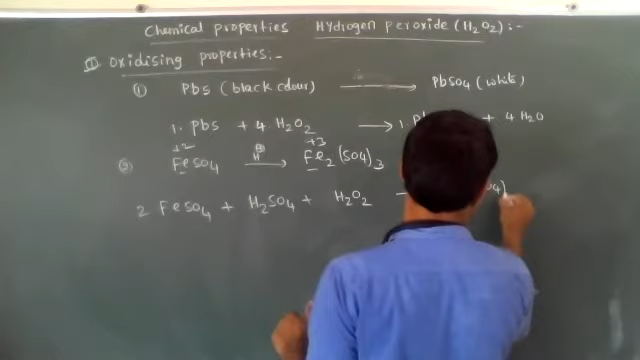 Chemical properties Hydrogen peroxide (H2O2):-
I Oxidising properties:-
① Pbs (black colour) ⟶ PbSO4 (white)
1. Pbs + 4 H2O2 ⟶ 1. Pb + 4 H2O
+2 +3
② FeSO4 H⊕ ⟶ Fe2(SO4)3
2 FeSO4 + H2SO4 + H2O2